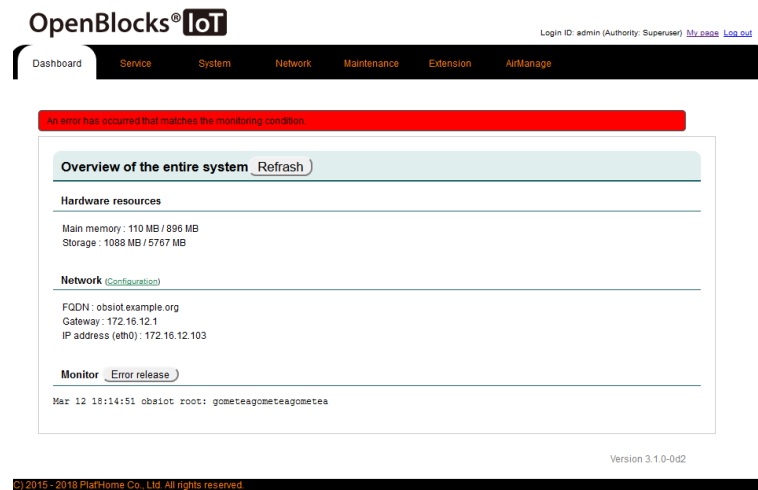 OpenBlocks® IoT
Login ID: admin (Authority: Superuser) My page Log out
Dashboard Service System Network Maintenance Extension AirManage
An error has occurred that matches the monitoring condition.
Overview of the entire system Refrash
Hardware resources
Main memory : 110 MB / 896 MB
Storage : 1088 MB / 5767 MB
Network (Configuration)
FQDN : obsiot.example.org
Gateway : 172.16.12.1
IP address (eth0) : 172.16.12.103
Monitor Error release
Mar 12 18:14:51 obsiot root: gometeagometeagometea
Version 3.1.0-0d2
C) 2015 - 2018 Plat'Home Co., Ltd. All rights reserved.